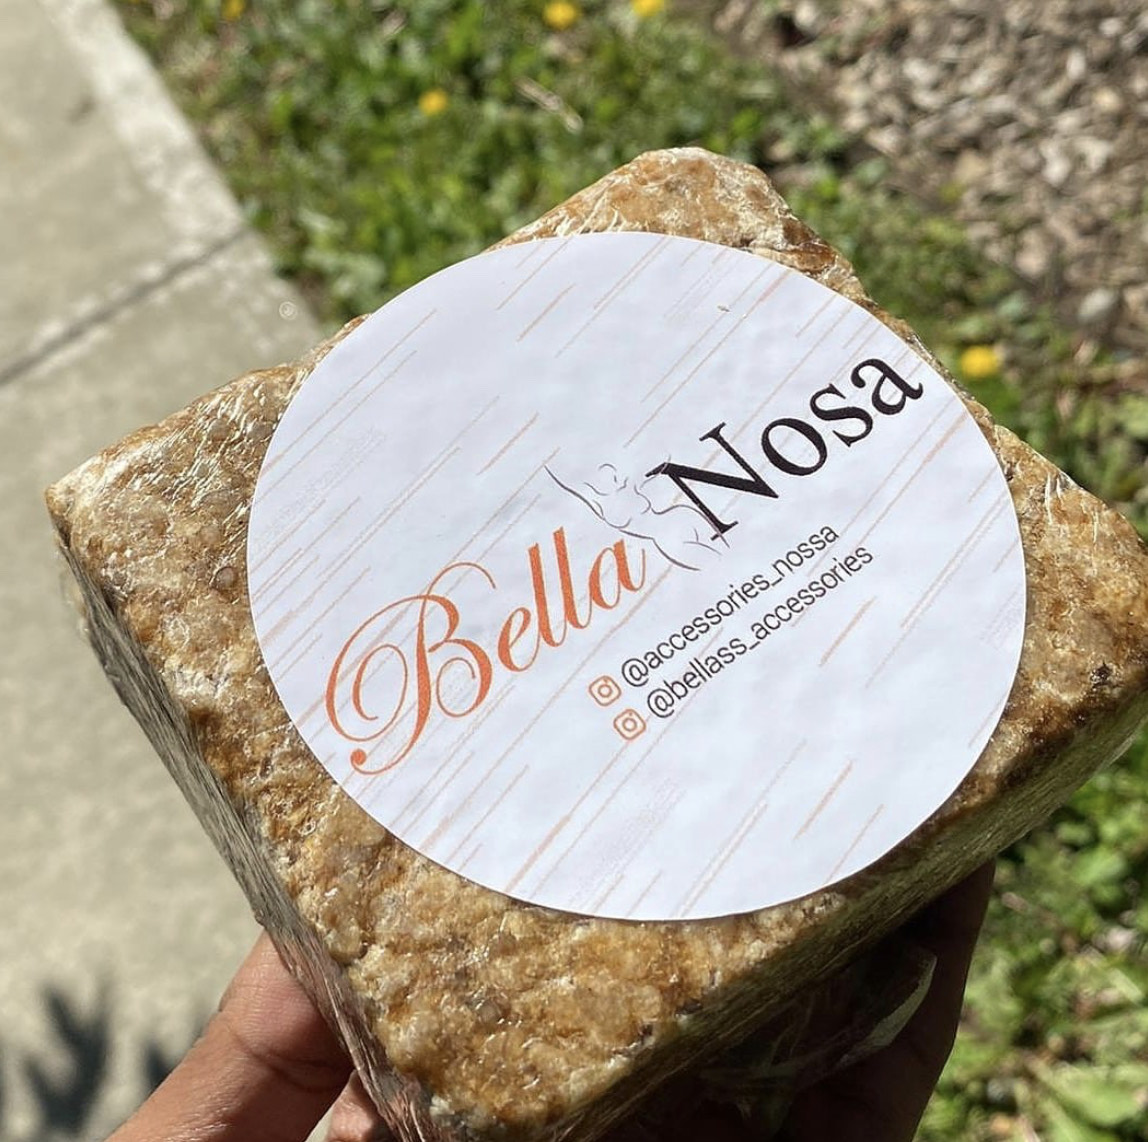 Bella Nosa
@accessories_nossa
@bellass_accessories